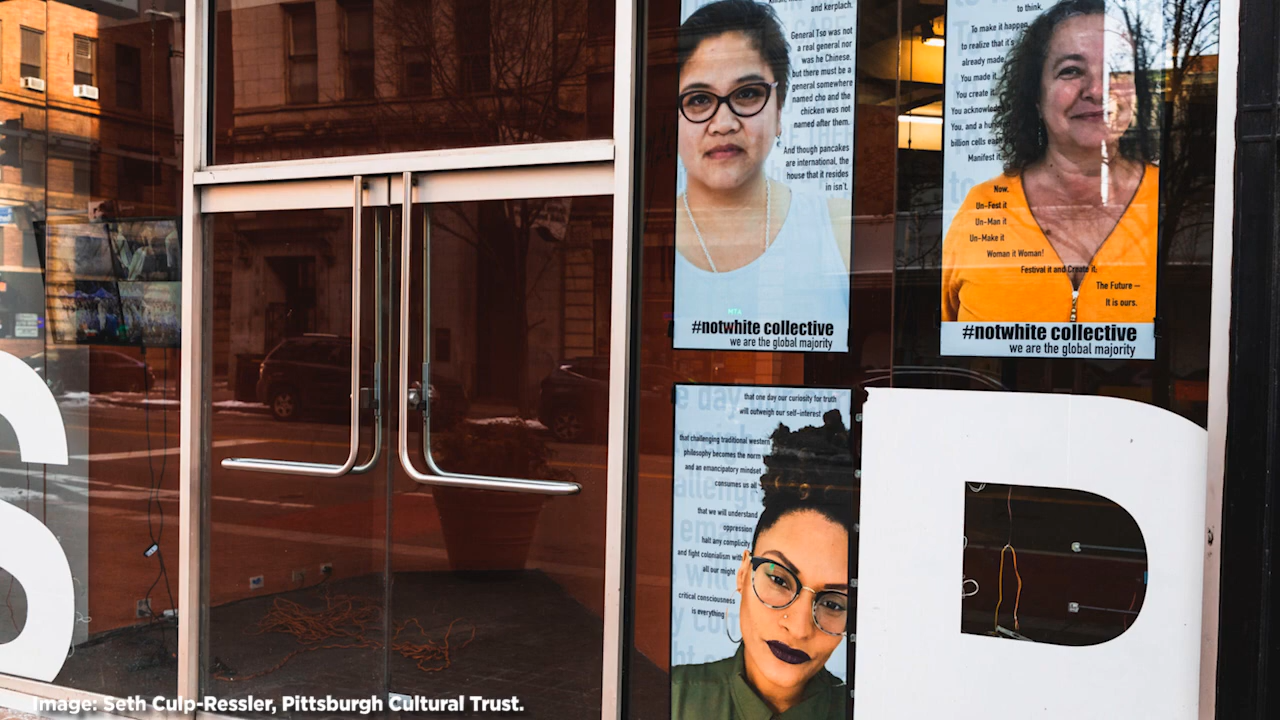 and kerplach.
General Tso was not
a real general nor
was he Chinese.
but there must be a
general somewhere
named cho and the
chicken was not
named after them.
And though pancakes
are international, the
house that it resides
in isn't.
#notwhite collective
we are the global majority
to think.
To make it happen
to realize that it's
already made.
You made it.
You create it.
You acknowledge
You, and a
billion cells
Manifest it.
Now.
Un-Fest it
Un-Man it
Un-Make it
Woman it Woman!
Festival it and Create it.
The Future –
It is ours.
#notwhite collective
we are the global majority
that one day our curiosity for truth
will outweigh our self-interest
that challenging traditional western
philosophy becomes the norm
and an emancipatory mindset
consumes us all
that we will understand
oppression
halt any complicity
and fight colonialism with
all our might
critical consciousness
is everything
S
D
Image: Seth Culp-Ressler, Pittsburgh Cultural Trust.